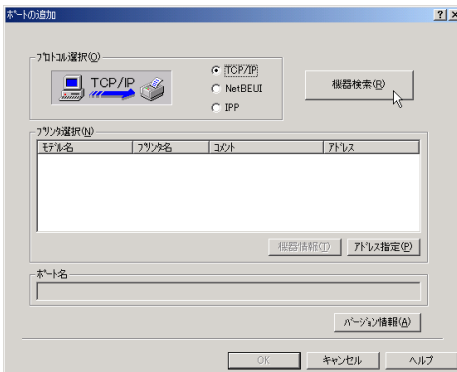 ポートの追加
プロトコル選択(O)
TCP/IP
TCP/IP
NetBEUI
IPP
機器検索(R)
プリンタ選択(N)
モデル名 プリンタ名 コメント アドレス
機器情報(T) アドレス指定(P)
ポート名
バージョン情報(A)
OK キャンセル ヘルプ